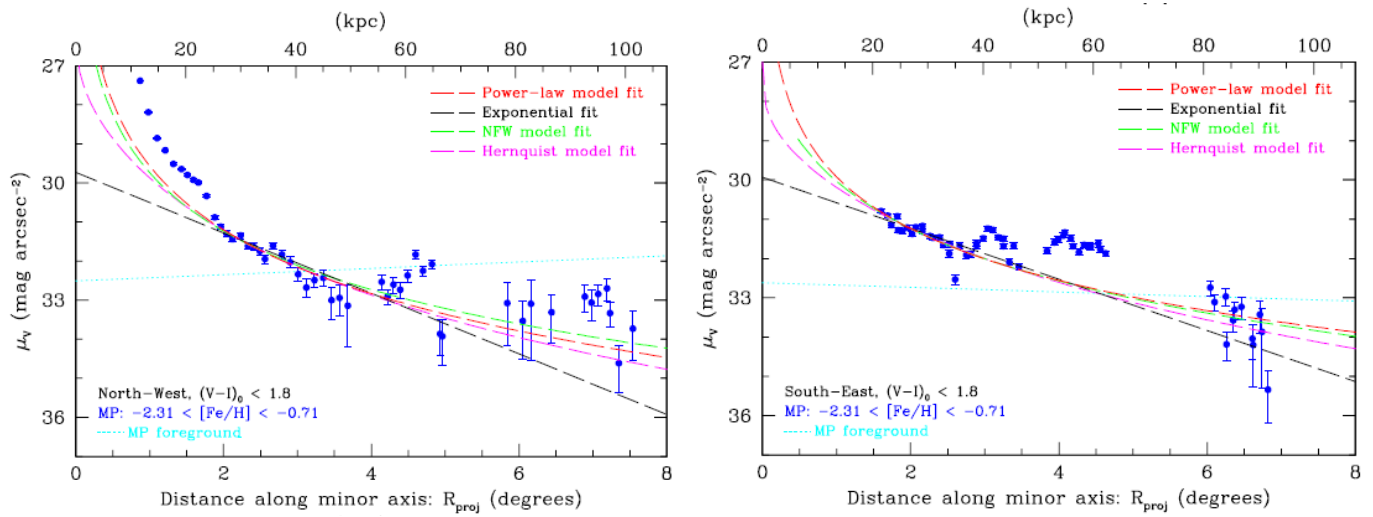 (kpc)
0 20 40 60 80 100
27
30
33
36
μV (mag arcsec−2)
Power−law model fit
Exponential fit
NFW model fit
Hernquist model fit
North−West, (V−I)0 < 1.8
MP: −2.31 < [Fe/H] < −0.71
MP foreground
0 2 4 6 8
Distance along minor axis: Rproj (degrees)
(kpc)
0 20 40 60 80 100
27
30
33
36
μV (mag arcsec−2)
Power−law model fit
Exponential fit
NFW model fit
Hernquist model fit
South−East, (V−I)0 < 1.8
MP: −2.31 < [Fe/H] < −0.71
MP foreground
0 2 4 6 8
Distance along minor axis: Rproj (degrees)